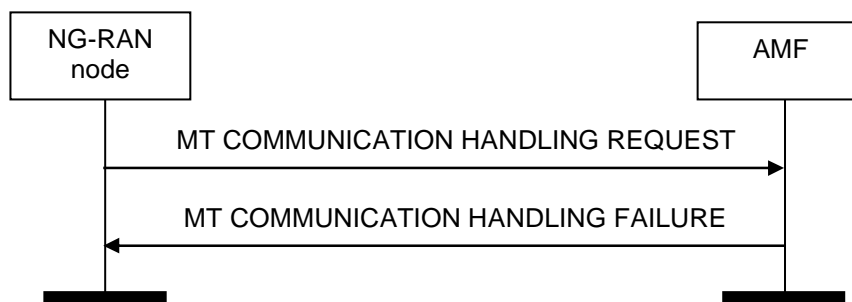 NG-RAN
node
AMF
MT COMMUNICATION HANDLING REQUEST
MT COMMUNICATION HANDLING FAILURE